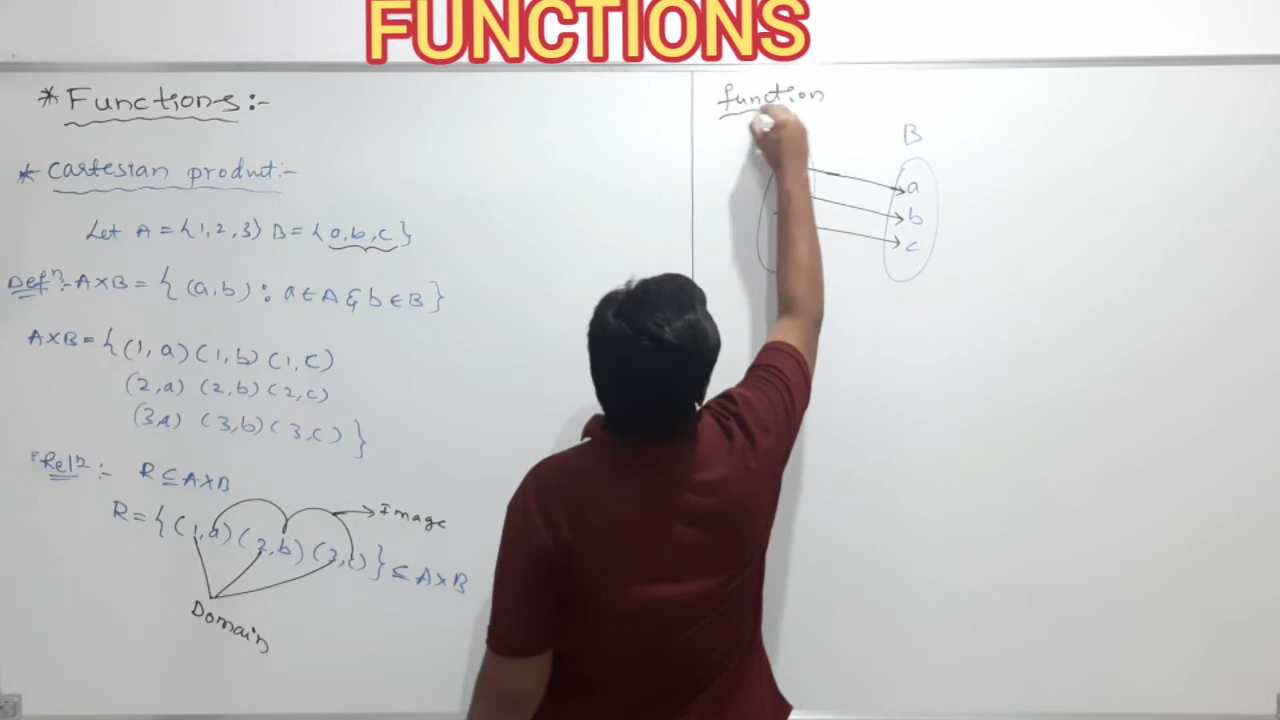 FUNCTIONS
* Functions:-
* Cartesian product:-
Let A = {1,2,3} B = {a,b,c}
Defⁿ:- A×B = { (a,b) : a∈A & b∈B }
A×B = { (1,a) (1,b) (1,c)
(2,a) (2,b) (2,c)
(3,a) (3,b) (3,c) }
*Relⁿ:- R ⊆ A×B
R = { (1,a) (2,b) (3,c) } ⊆ A×B
Image
Domain
function
B
a
b
c